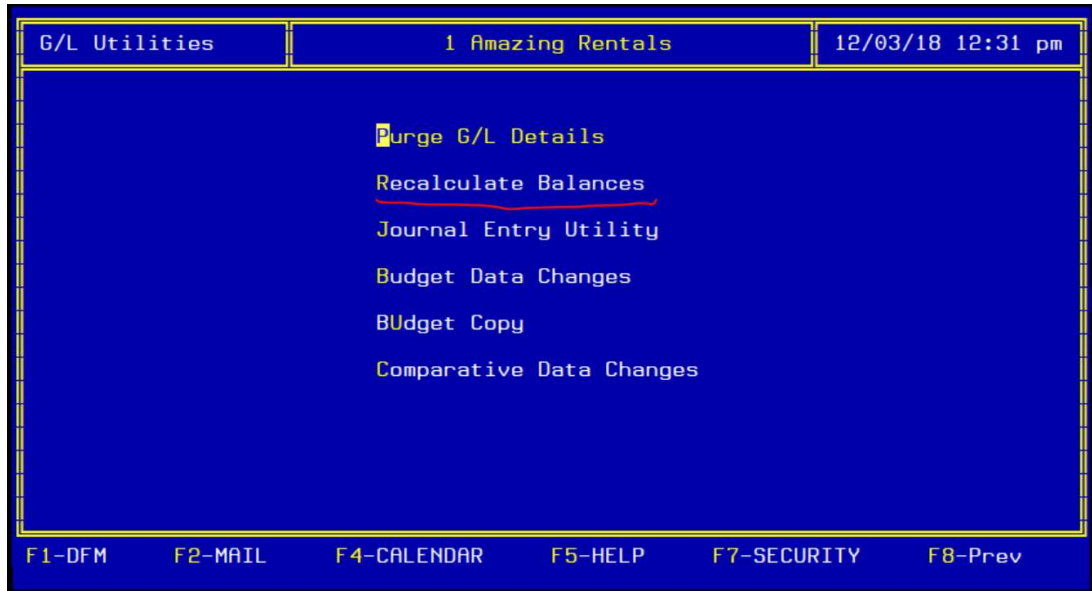 G/L Utilities 1 Amazing Rentals 12/03/18 12:31 pm
Purge G/L Details
Recalculate Balances
Journal Entry Utility
Budget Data Changes
BUdget Copy
Comparative Data Changes
F1-DFM F2-MAIL F4-CALENDAR F5-HELP F7-SECURITY F8-Prev